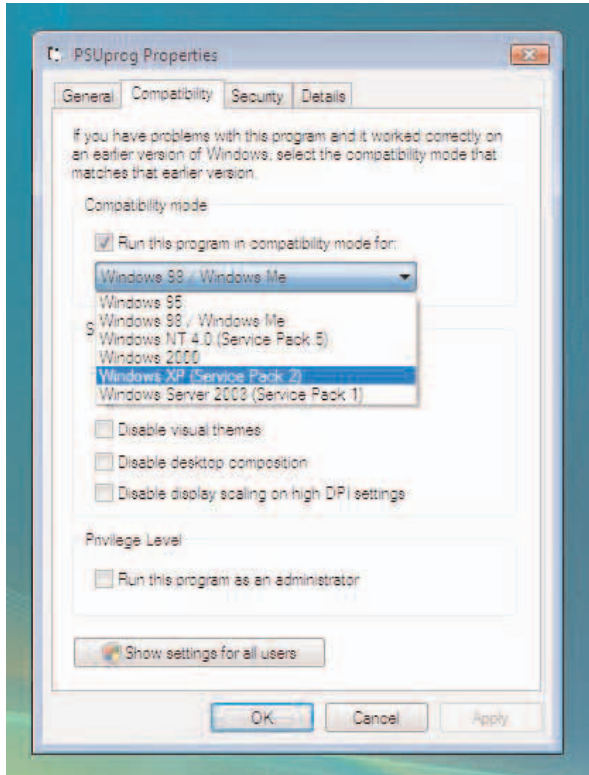 PSUprog Properties
General Compatibility Security Details
If you have problems with this program and it worked correctly on
an earlier version of Windows, select the compatibility mode that
matches that earlier version.
Compatibility mode
Run this program in compatibility mode for:
Windows 98 / Windows Me
Windows 95
Windows 98 / Windows Me
Windows NT 4.0 (Service Pack 5)
Windows 2000
Windows XP (Service Pack 2)
Windows Server 2003 (Service Pack 1)
S
Disable visual themes
Disable desktop composition
Disable display scaling on high DPI settings
Privilege Level
Run this program as an administrator
Show settings for all users
OK Cancel Apply